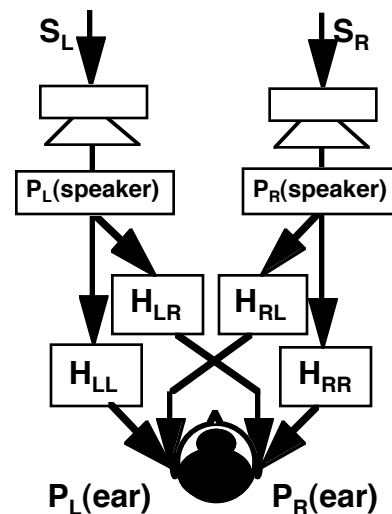 S_L S_R
P_L(speaker) P_R(speaker)
H_LR H_RL
H_LL H_RR
P_L(ear) P_R(ear)